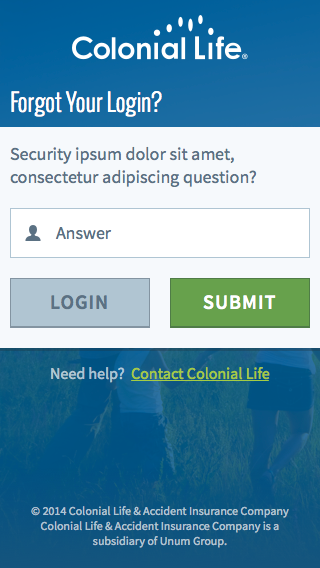 Colonial Life®
Forgot Your Login?
Security ipsum dolor sit amet,
consectetur adipiscing question?
Answer
LOGIN SUBMIT
Need help? Contact Colonial Life
© 2014 Colonial Life & Accident Insurance Company
Colonial Life & Accident Insurance Company is a
subsidiary of Unum Group.